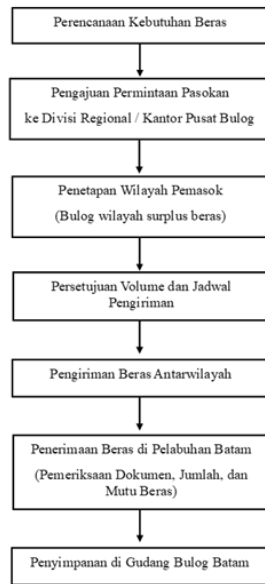 Perencanaan Kebutuhan Beras
Pengajuan Permintaan Pasokan
ke Divisi Regional / Kantor Pusat Bulog
Penetapan Wilayah Pemasok
(Bulog wilayah surplus beras)
Persetujuan Volume dan Jadwal
Pengiriman
Pengiriman Beras Antarwilayah
Penerimaan Beras di Pelabuhan Batam
(Pemeriksaan Dokumen, Jumlah, dan
Mutu Beras)
Penyimpanan di Gudang Bulog Batam